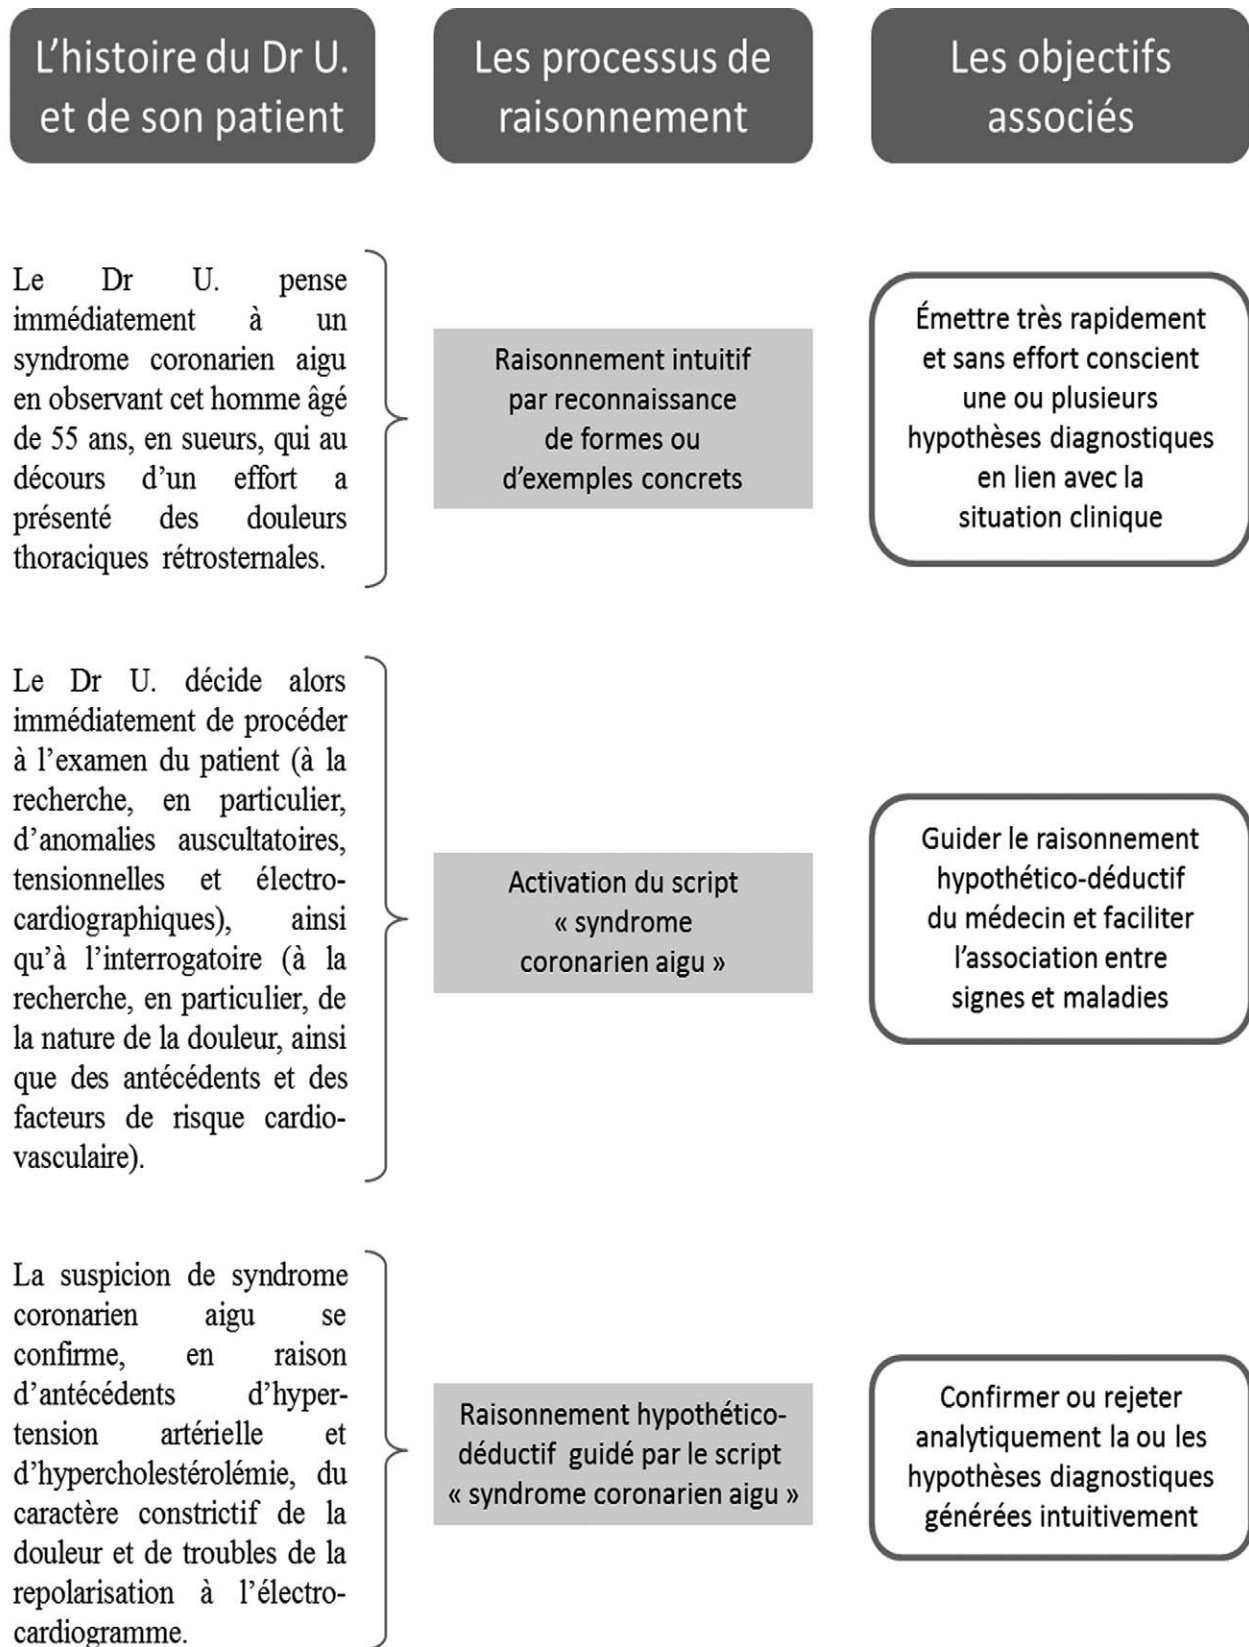 L’histoire du Dr U.
et de son patient
Les processus de
raisonnement
Les objectifs
associés
Le Dr U. pense
immédiatement à un
syndrome coronarien aigu
en observant cet homme âgé
de 55 ans, en sueurs, qui au
décours d’un effort a
présenté des douleurs
thoraciques rétrosternales.
Raisonnement intuitif
par reconnaissance
de formes ou
d’exemples concrets
Émettre très rapidement
et sans effort conscient
une ou plusieurs
hypothèses diagnostiques
en lien avec la
situation clinique
Le Dr U. décide alors
immédiatement de procéder
à l’examen du patient (à la
recherche, en particulier,
d’anomalies auscultatoires,
tensionnelles et électro-
cardiographiques), ainsi
qu’à l’interrogatoire (à la
recherche, en particulier, de
la nature de la douleur, ainsi
que des antécédents et des
facteurs de risque cardio-
vasculaire).
Activation du script
« syndrome
coronarien aigu »
Guider le raisonnement
hypothético-déductif
du médecin et faciliter
l’association entre
signes et maladies
La suspicion de syndrome
coronarien aigu se
confirme, en raison
d’antécédents d’hyper-
tension artérielle et
d’hypercholestérolémie, du
caractère constrictif de la
douleur et de troubles de la
repolarisation à l’électro-
cardiogramme.
Raisonnement hypothético-
déductif guidé par le script
« syndrome coronarien aigu »
Confirmer ou rejeter
analytiquement la ou les
hypothèses diagnostiques
générées intuitivement